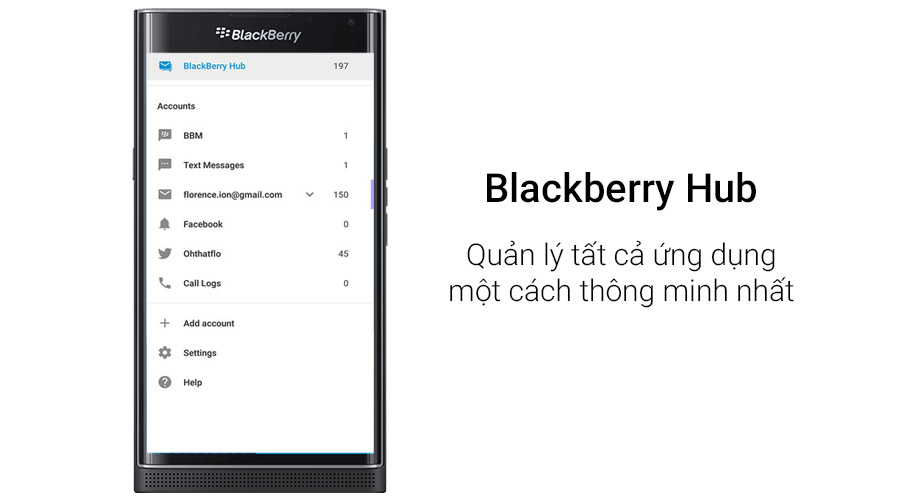 BlackBerry
BlackBerry Hub 197
Accounts
BBM 1
Text Messages 1
florence.ion@gmail.com 150
Facebook 0
Ohthatflo 45
Call Logs 0
Add account
Settings
Help
Blackberry Hub
Quản lý tất cả ứng dụng
một cách thông minh nhất